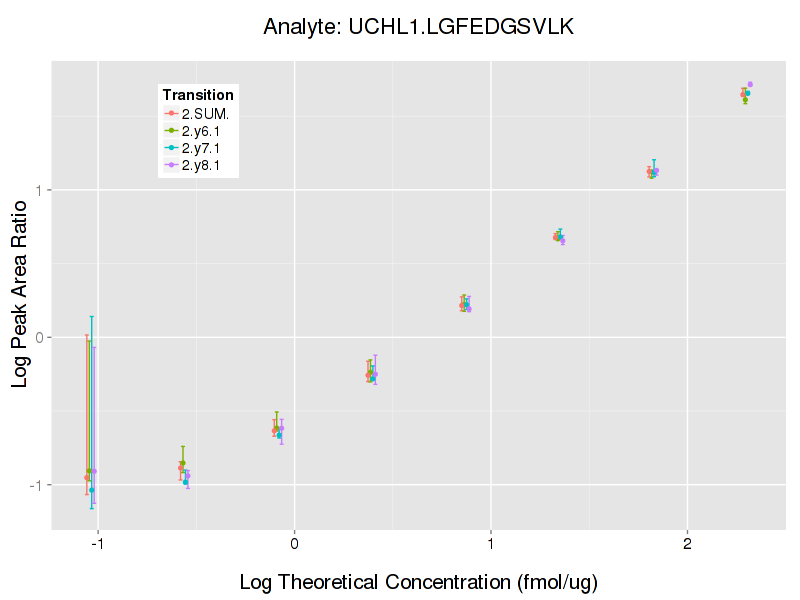 Analyte: UCHL1.LGFEDGSVLK
Transition
2.SUM.
2.y6.1
2.y7.1
2.y8.1
Log Peak Area Ratio
1
0
-1
-1
0
1
2
Log Theoretical Concentration (fmol/ug)